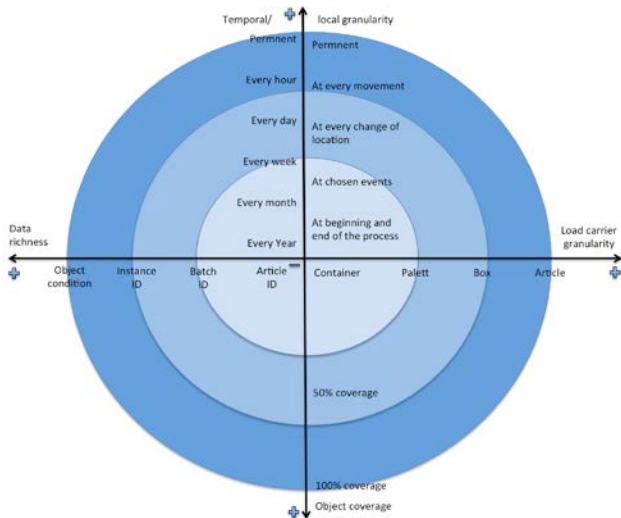 Temporal/ local granularity
Permnent Permnent
Every hour At every movement
Every day At every change of
location
Every week
At chosen events
Every month
At beginning and
end of the process
Every Year
Data
richness
Load carrier
granularity
Object
condition
Instance
ID
Batch
ID
Article
ID
Container
Palett
Box
Article
50% coverage
100% coverage
Object coverage